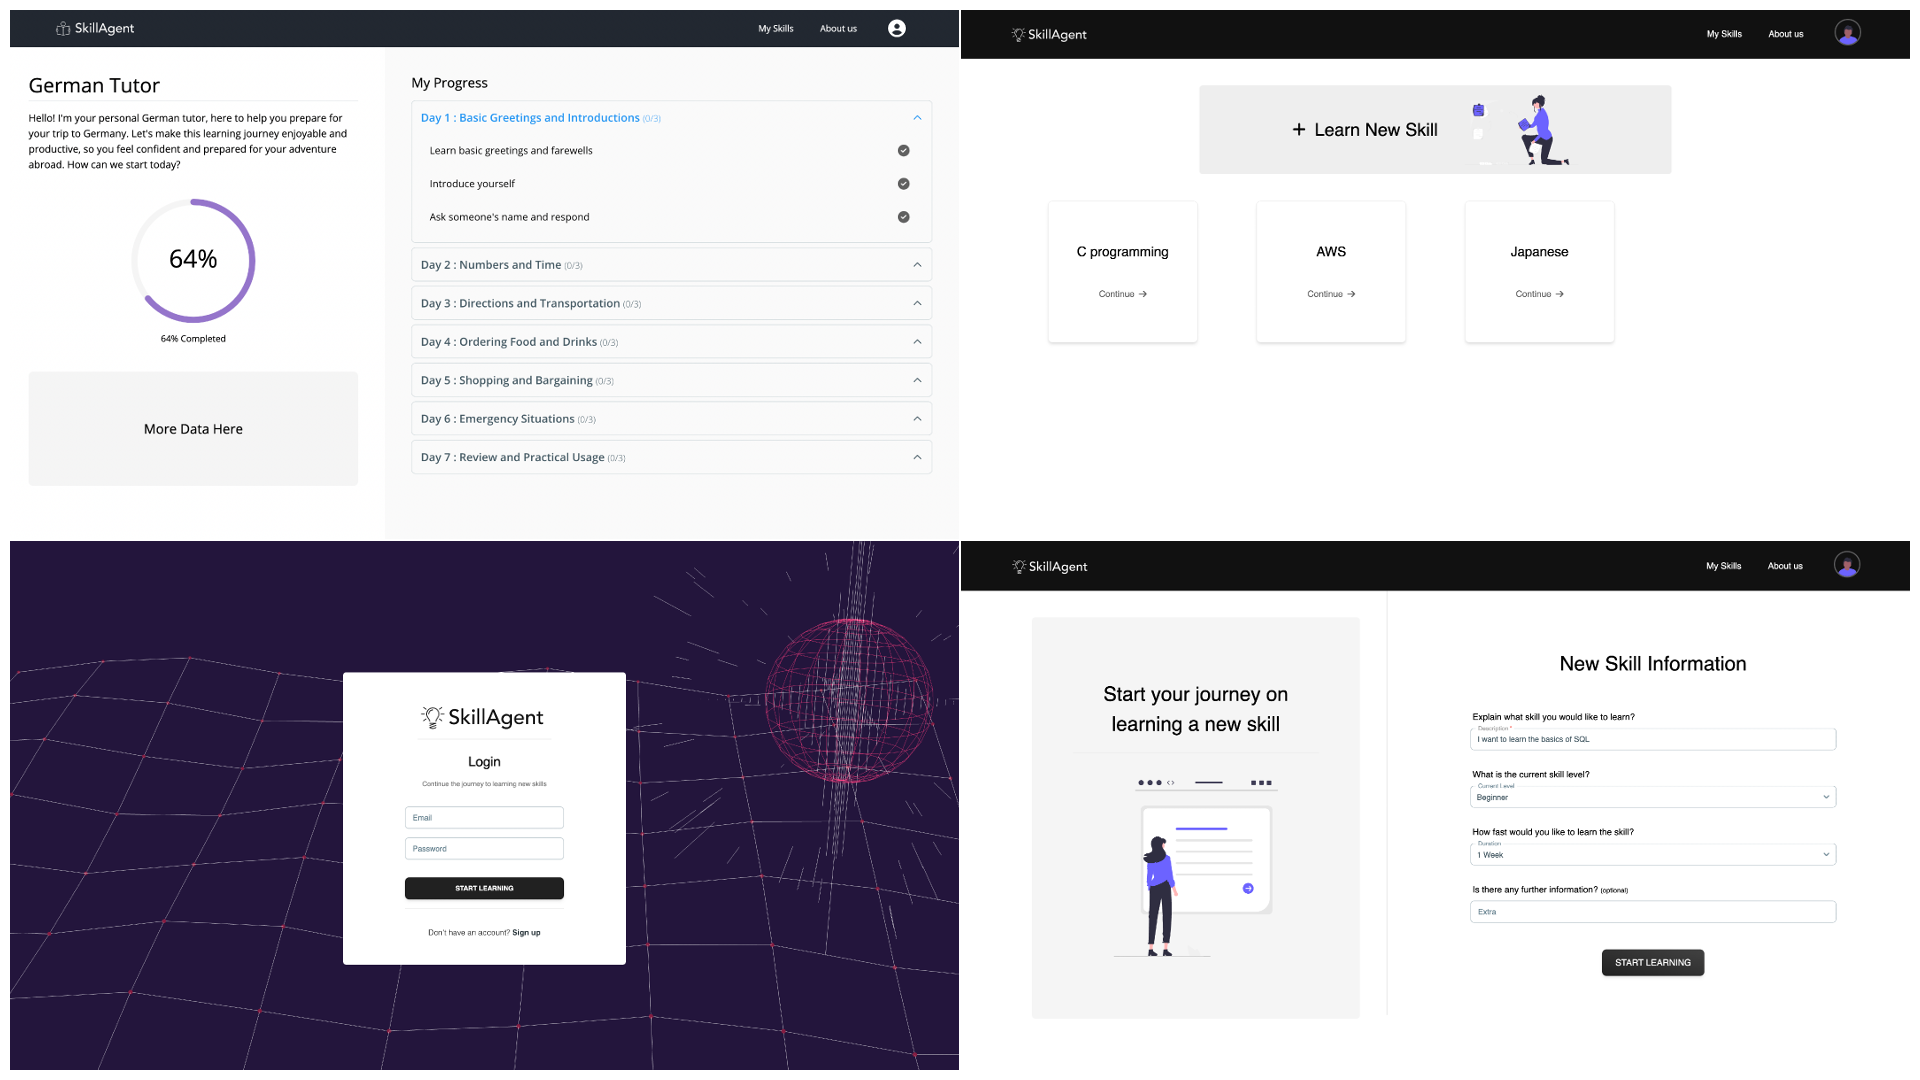 SkillAgent
My Skills
About us
German Tutor
Hello! I'm your personal German tutor, here to help you prepare for
your trip to Germany. Let's make this learning journey enjoyable and
productive, so you feel confident and prepared for your adventure
abroad. How can we start today?
64%
64% Completed
More Data Here
My Progress
Day 1 : Basic Greetings and Introductions (0/3)
Learn basic greetings and farewells
Introduce yourself
Ask someone's name and respond
Day 2 : Numbers and Time (0/3)
Day 3 : Directions and Transportation (0/3)
Day 4 : Ordering Food and Drinks (0/3)
Day 5 : Shopping and Bargaining (0/3)
Day 6 : Emergency Situations (0/3)
Day 7 : Review and Practical Usage (0/3)
SkillAgent
My Skills
About us
+ Learn New Skill
C programming
Continue →
AWS
Continue →
Japanese
Continue →
SkillAgent
Login
Continue the journey to learning new skills
Email
Password
START LEARNING
Don't have an account? Sign up
SkillAgent
My Skills
About us
Start your journey on
learning a new skill
New Skill Information
Explain what skill you would like to learn?
Description *
I want to learn the basics of SQL
What is the current skill level?
Current Level
Beginner
How fast would you like to learn the skill?
Duration
1 Week
Is there any further information? (optional)
Extra
START LEARNING